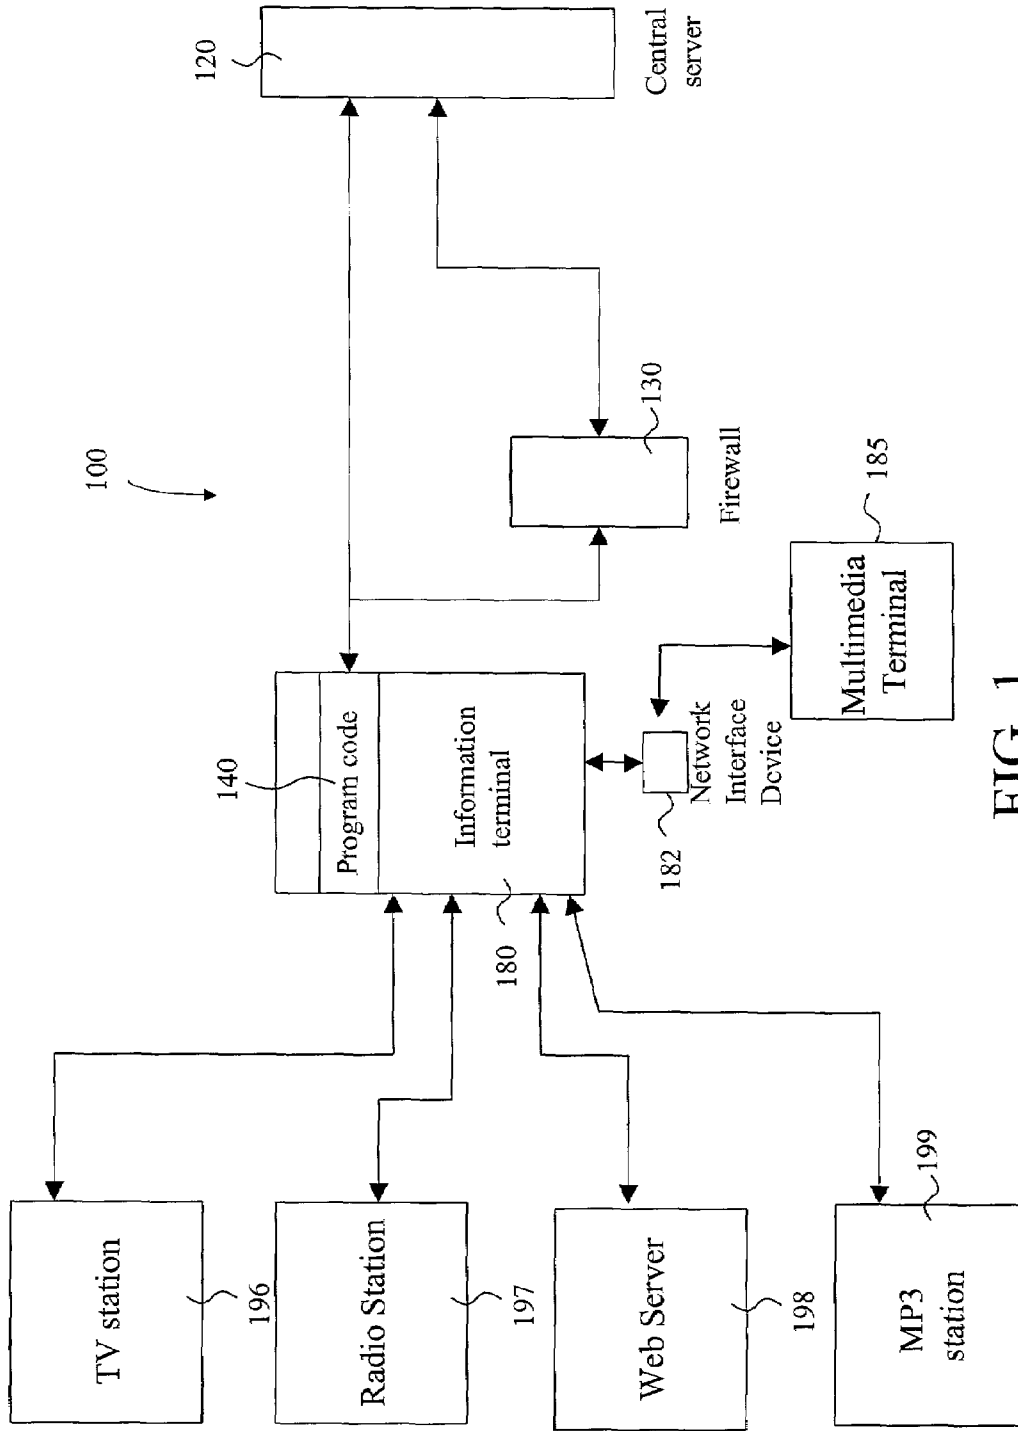 100
120
TV station
196
140
Program code
Information
terminal
180
Radio Station
197
Central
server
130
Firewall
182
Network
Interface
Device
Web Server
198
185
Multimedia
Terminal
199
MP3
station
FIG. 1